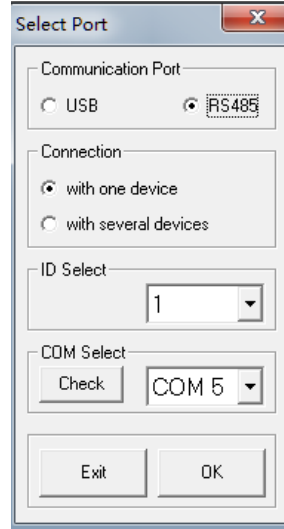 Select Port
x
Communication Port
USB RS485
Connection
with one device
with several devices
ID Select
1
COM Select
Check COM 5
Exit OK